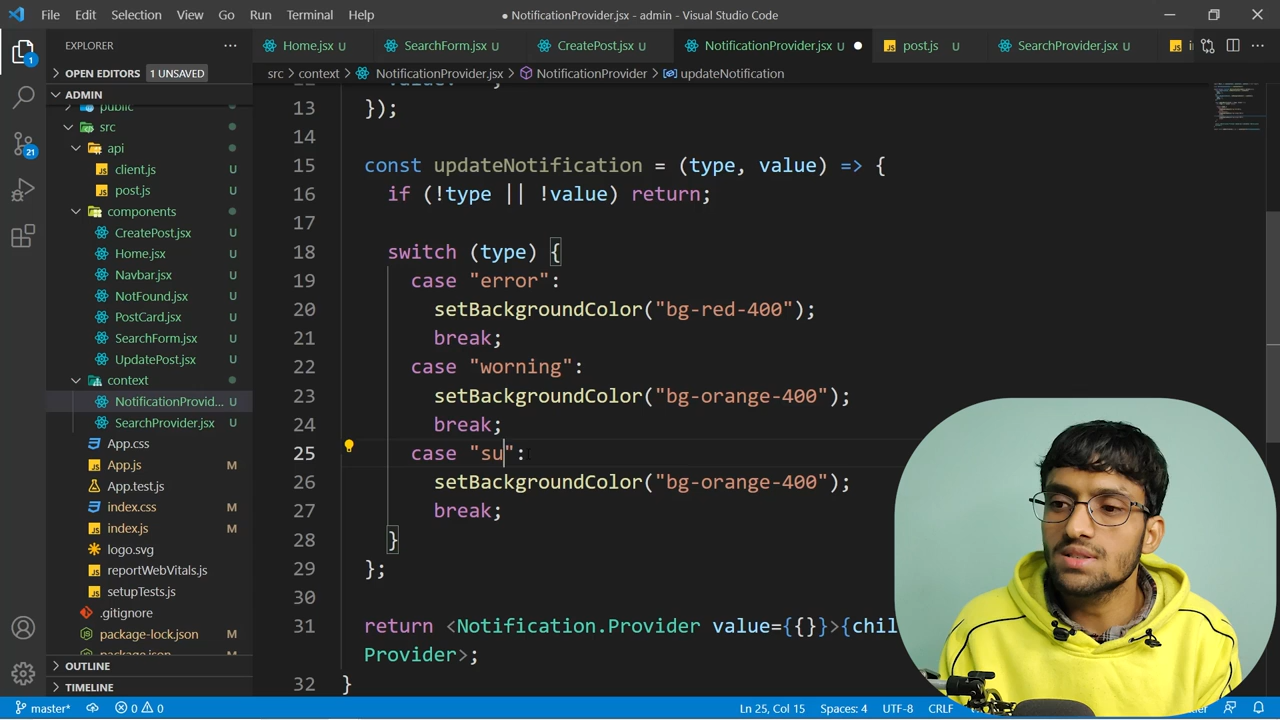 File Edit Selection View Go Run Terminal Help
● NotificationProvider.jsx - admin - Visual Studio Code
EXPLORER
OPEN EDITORS 1 UNSAVED
ADMIN
public
src
api
client.js U
post.js U
components
CreatePost.jsx U
Home.jsx U
Navbar.jsx U
NotFound.jsx U
PostCard.jsx U
SearchForm.jsx U
UpdatePost.jsx U
context
NotificationProvid... U
SearchProvider.jsx U
App.css
App.js M
App.test.js
index.css M
index.js M
logo.svg
reportWebVitals.js
setupTests.js
.gitignore
package-lock.json M
OUTLINE
TIMELINE
1
21
Home.jsx U SearchForm.jsx U CreatePost.jsx U NotificationProvider.jsx U ● post.js U SearchProvider.jsx U
src > context > NotificationProvider.jsx > NotificationProvider > updateNotification
13 });
14
15 const updateNotification = (type, value) => {
16 if (!type || !value) return;
17
18 switch (type) {
19 case "error":
20 setBackgroundColor("bg-red-400");
21 break;
22 case "worning":
23 setBackgroundColor("bg-orange-400");
24 break;
25 case "su":
26 setBackgroundColor("bg-orange-400");
27 break;
28 }
29 };
30
31 return <Notification.Provider value={{}}>{chil
Provider>;
32 }
master* 0 0 Ln 25, Col 15 Spaces: 4 UTF-8 CRLF